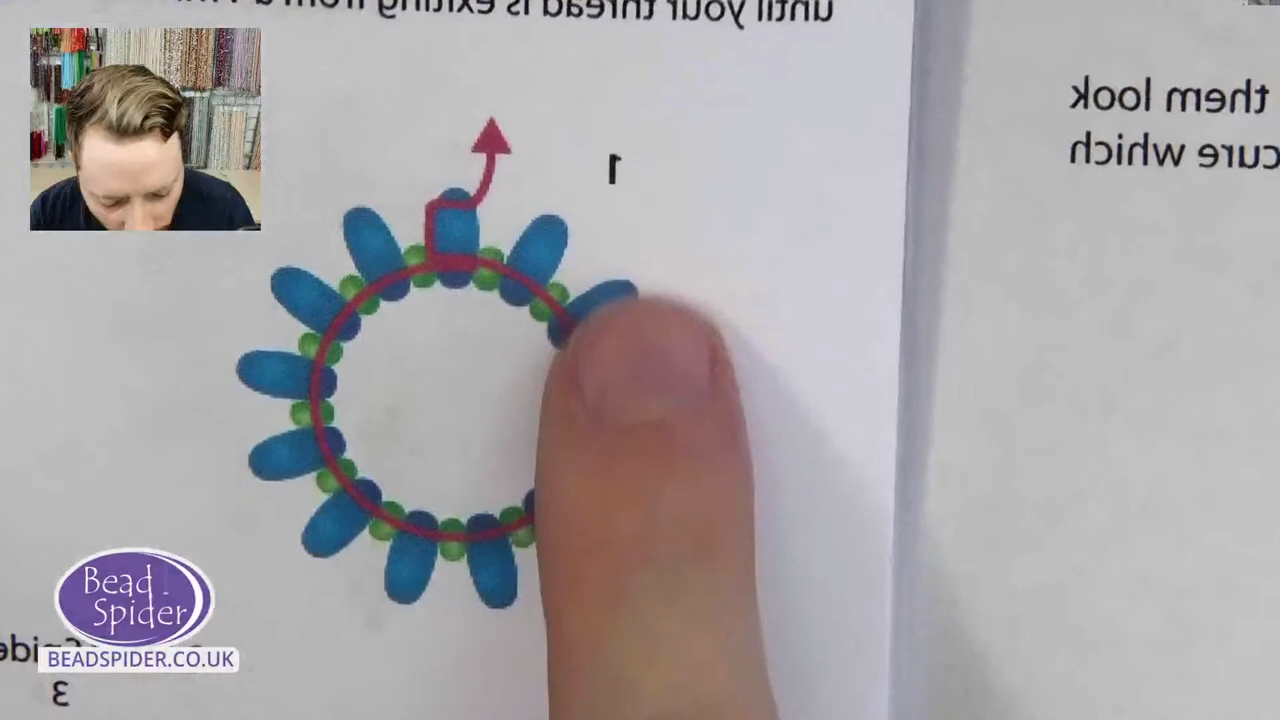 until your thread is exiting from a
1
them look
cure which
Bead
Spider
BEADSPIDER.CO.UK
3